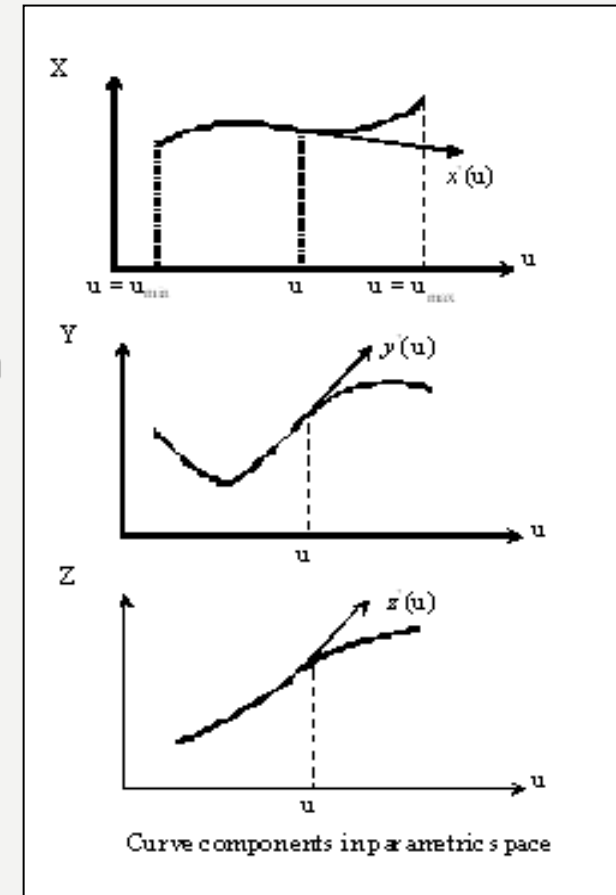 X
x'(u)
u
u = u_min u u = u_max
Y
y'(u)
u
u
Z
z'(u)
u
u
Curve components in parametric space